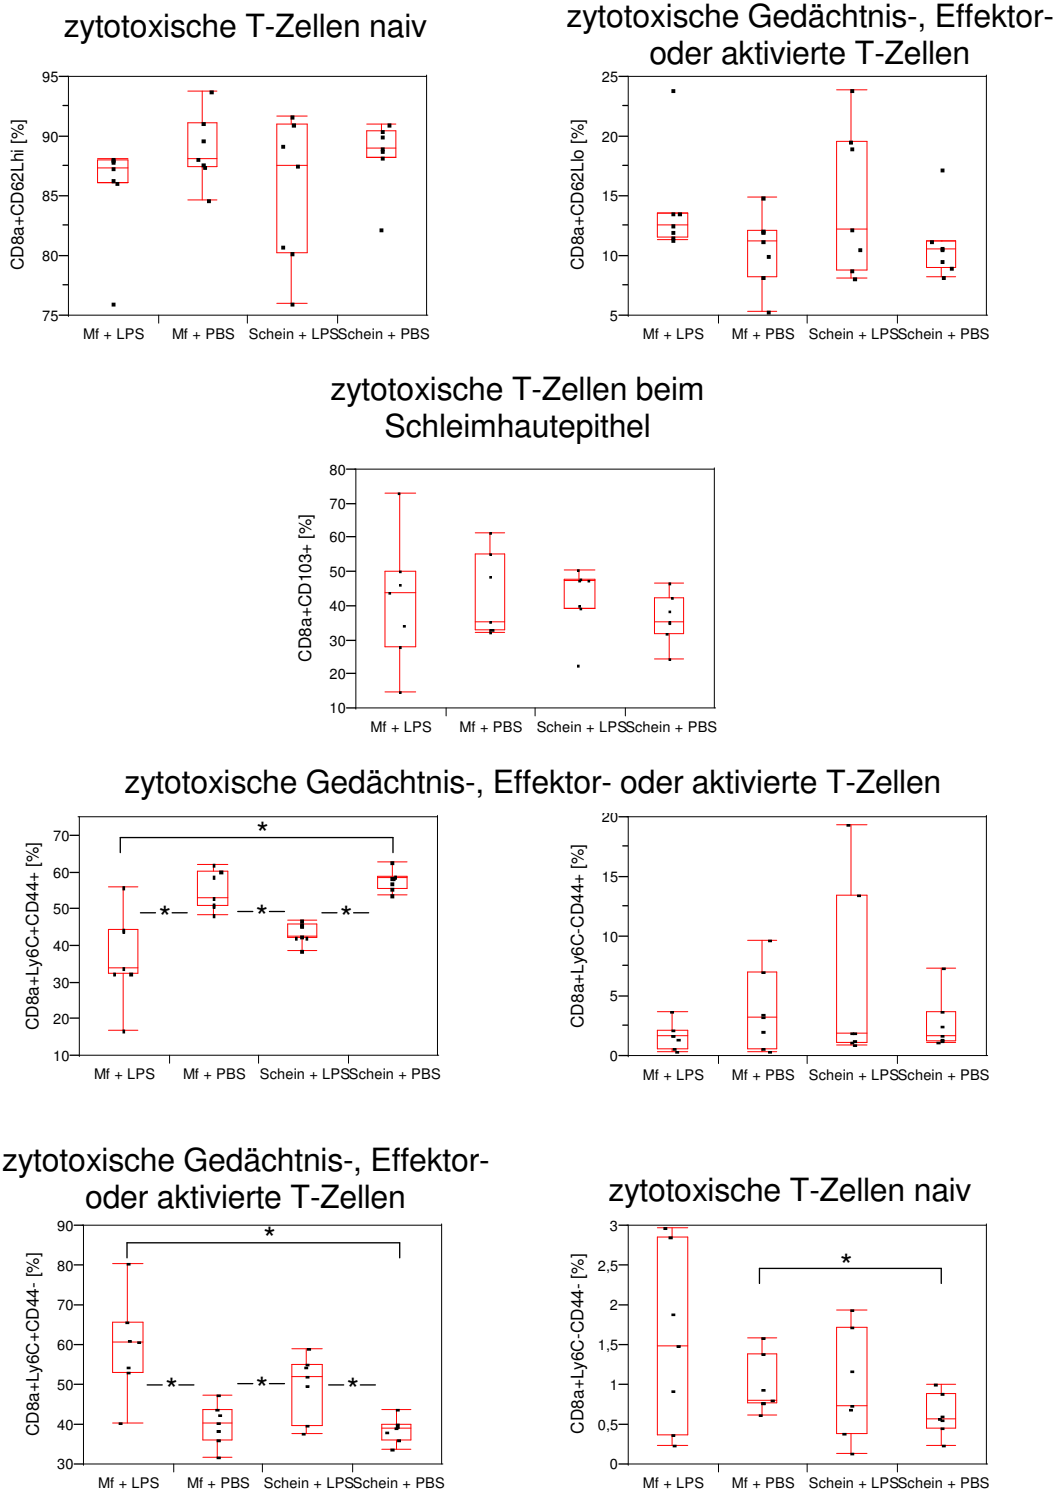 zytotoxische T-Zellen naiv
95
90
85
80
75
CD8a+CD62Lhi [%]
Mf + LPS Mf + PBS Schein + LPS Schein + PBS
zytotoxische Gedächtnis-, Effektor-
oder aktivierte T-Zellen
25
20
15
10
5
CD8a+CD62Llo [%]
Mf + LPS Mf + PBS Schein + LPS Schein + PBS
zytotoxische T-Zellen beim
Schleimhautepithel
80
70
60
50
40
30
20
10
CD8a+CD103+ [%]
Mf + LPS Mf + PBS Schein + LPS Schein + PBS
zytotoxische Gedächtnis-, Effektor- oder aktivierte T-Zellen
70
60
50
40
30
20
10
CD8a+Ly6C+CD44+ [%]
*
* * *
Mf + LPS Mf + PBS Schein + LPS Schein + PBS
20
15
10
5
0
CD8a+Ly6C-CD44+ [%]
Mf + LPS Mf + PBS Schein + LPS Schein + PBS
zytotoxische Gedächtnis-, Effektor-
oder aktivierte T-Zellen
90
80
70
60
50
40
30
CD8a+Ly6C+CD44- [%]
*
* * *
Mf + LPS Mf + PBS Schein + LPS Schein + PBS
zytotoxische T-Zellen naiv
3
2,5
2
1,5
1
0,5
0
CD8a+Ly6C-CD44- [%]
*
Mf + LPS Mf + PBS Schein + LPS Schein + PBS